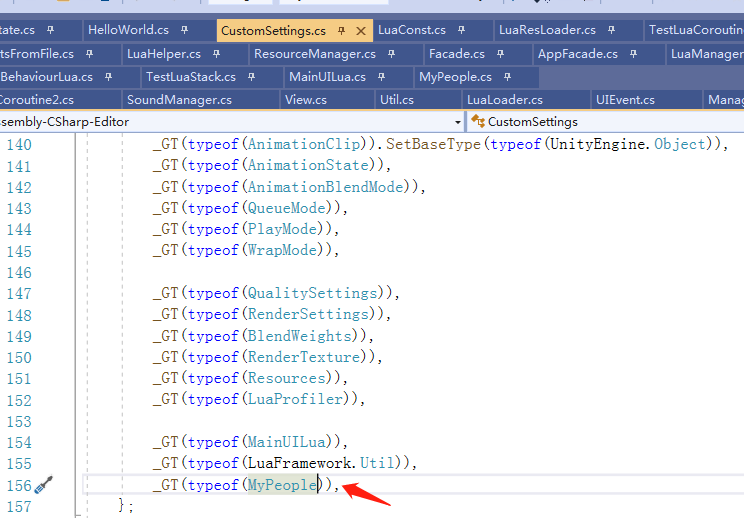 tate.cs HelloWorld.cs CustomSettings.cs LuaConst.cs LuaResLoader.cs TestCoroutine.cs
tsFromFile.cs LuaHelper.cs ResourceManager.cs Facade.cs AppFacade.cs LuaManager
BehaviourLua.cs TestLuaStack.cs MainUILua.cs MyPeople.cs
Coroutine2.cs SoundManager.cs View.cs Util.cs LuaLoader.cs UIEvent.cs Manag
sembly-CSharp-Editor CustomSettings
140 _GT(typeof(AnimationClip)).SetBaseType(typeof(UnityEngine.Object)),
141 _GT(typeof(AnimationState)),
142 _GT(typeof(AnimationBlendMode)),
143 _GT(typeof(QueueMode)),
144 _GT(typeof(PlayMode)),
145 _GT(typeof(WrapMode)),
146
147 _GT(typeof(QualitySettings)),
148 _GT(typeof(RenderSettings)),
149 _GT(typeof(BlendWeights)),
150 _GT(typeof(RenderTexture)),
151 _GT(typeof(Resources)),
152 _GT(typeof(LuaProfiler)),
153
154 _GT(typeof(MainUILua)),
155 _GT(typeof(LuaFramework.Util)),
156 _GT(typeof(MyPeople)),
157 };